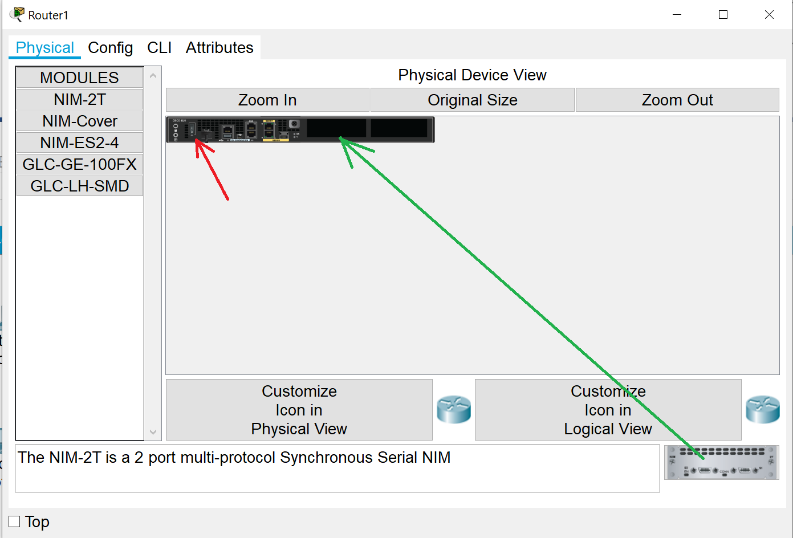 Router1
Physical Config CLI Attributes
MODULES
NIM-2T
NIM-Cover
NIM-ES2-4
GLC-GE-100FX
GLC-LH-SMD
Physical Device View
Zoom In Original Size Zoom Out
Customize
Icon in
Physical View
Customize
Icon in
Logical View
The NIM-2T is a 2 port multi-protocol Synchronous Serial NIM
Top